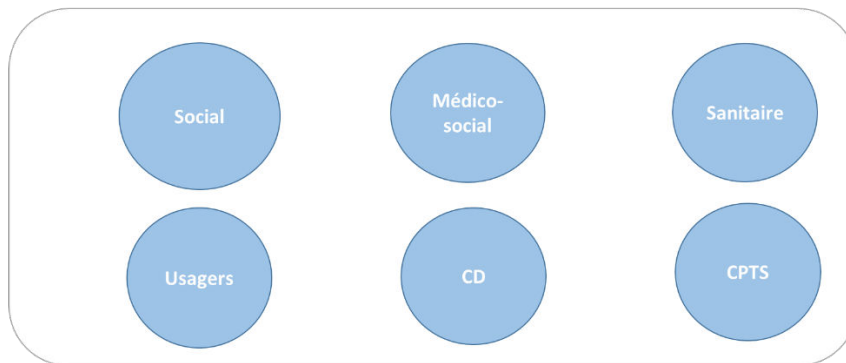 Social
Médico-
social
Sanitaire
Usagers
CD
CPTS